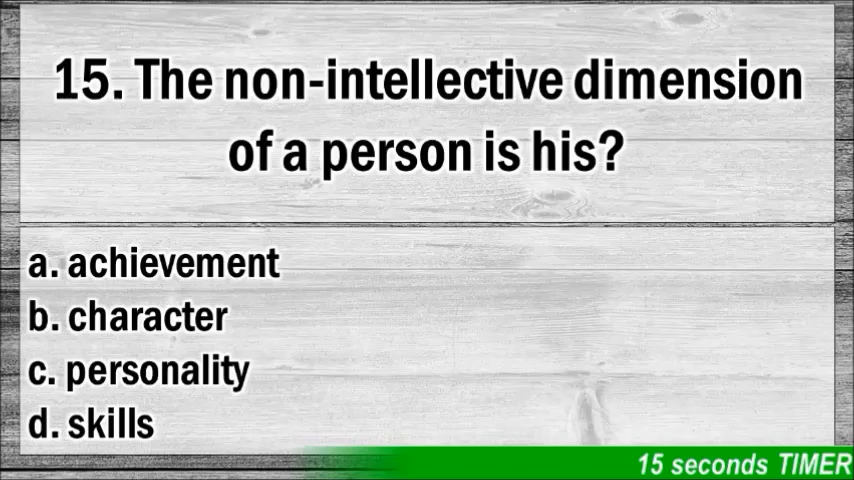 15. The non-intellective dimension
of a person is his?
a. achievement
b. character
c. personality
d. skills
15 seconds TIMER